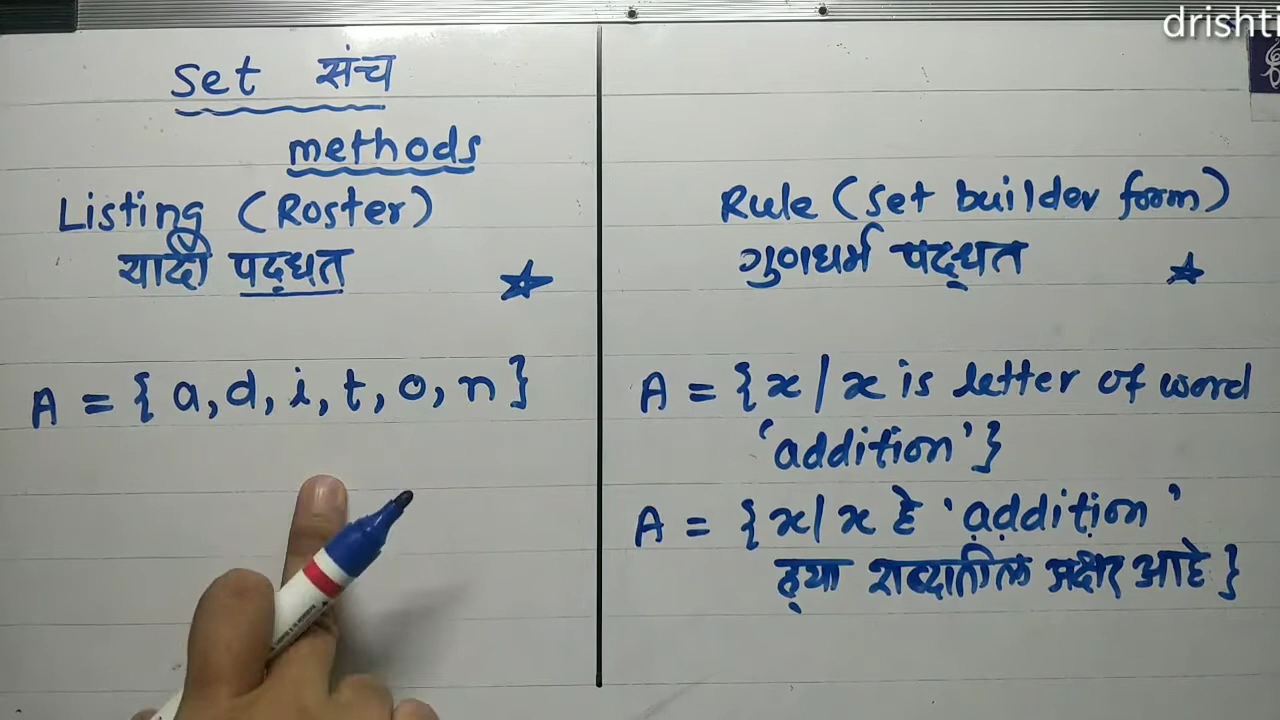 drishti
set संच
methods
Listing (Roster)
यादी पद्धत
A = { a, d, i, t, o, n }
Rule (set builder form)
गुणधर्म पद्धत
A = { x / x is letter of word
'addition' }
A = { x / x हे 'addition'
ह्या शब्दातील अक्षर आहे }